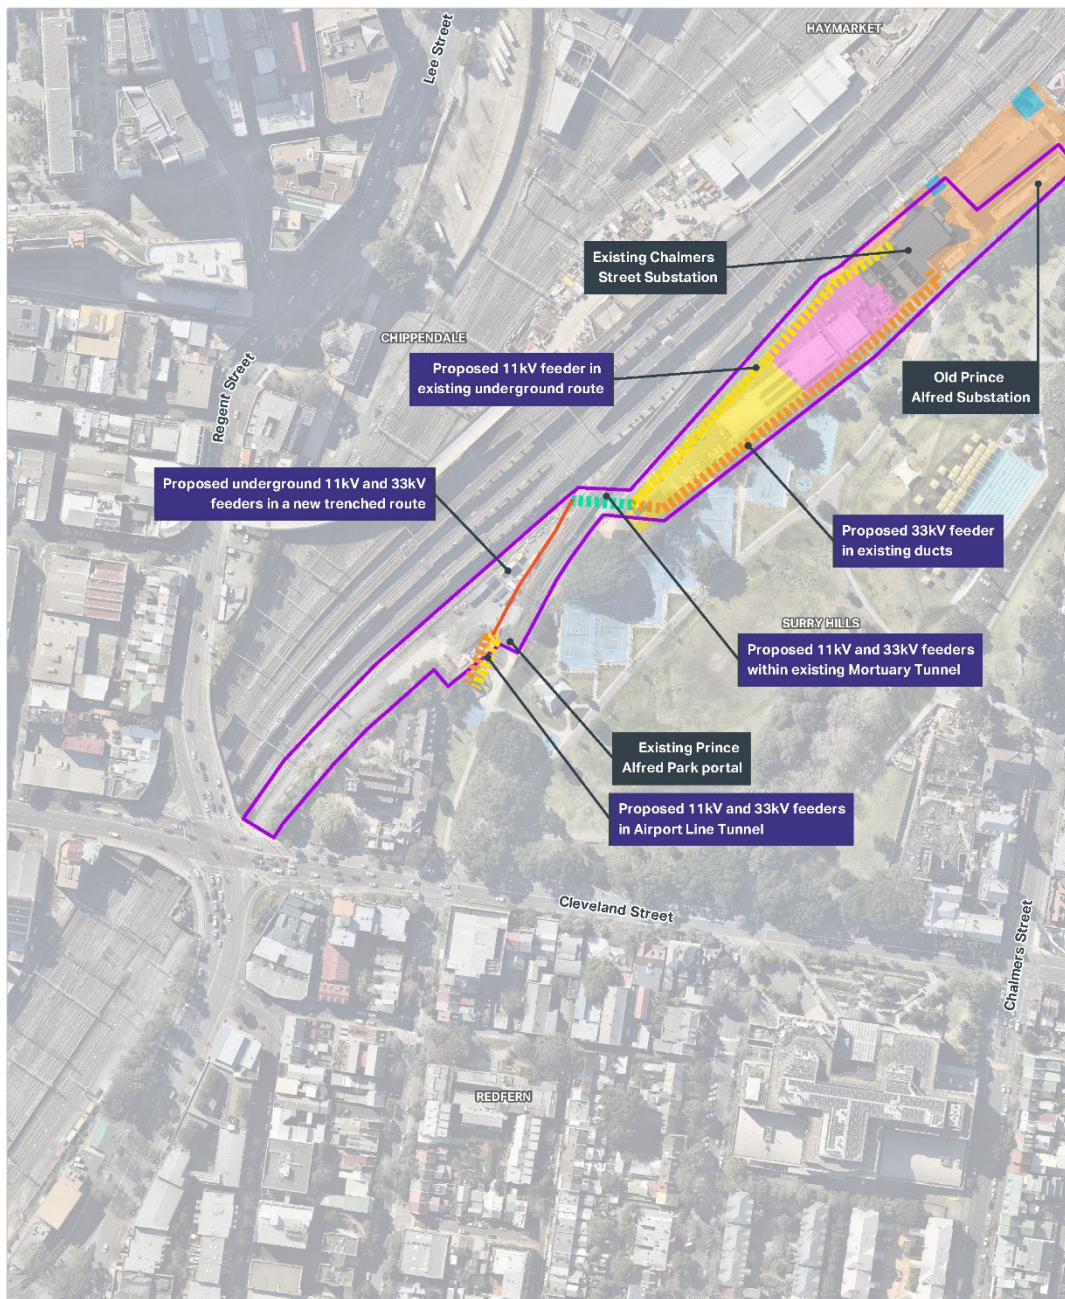 HAYMARKET
Lee Street
Existing Chalmers
Street Substation
CHIPPENDALE
Proposed 11kV feeder in
existing underground route
Old Prince
Alfred Substation
Regent Street
Proposed underground 11kV and 33kV
feeders in a new trenched route
Proposed 33kV feeder
in existing ducts
SURRY HILLS
Proposed 11kV and 33kV feeders
within existing Mortuary Tunnel
Existing Prince
Alfred Park portal
Proposed 11kV and 33kV feeders
in Airport Line Tunnel
Cleveland Street
Chalmers Street
REDFERN